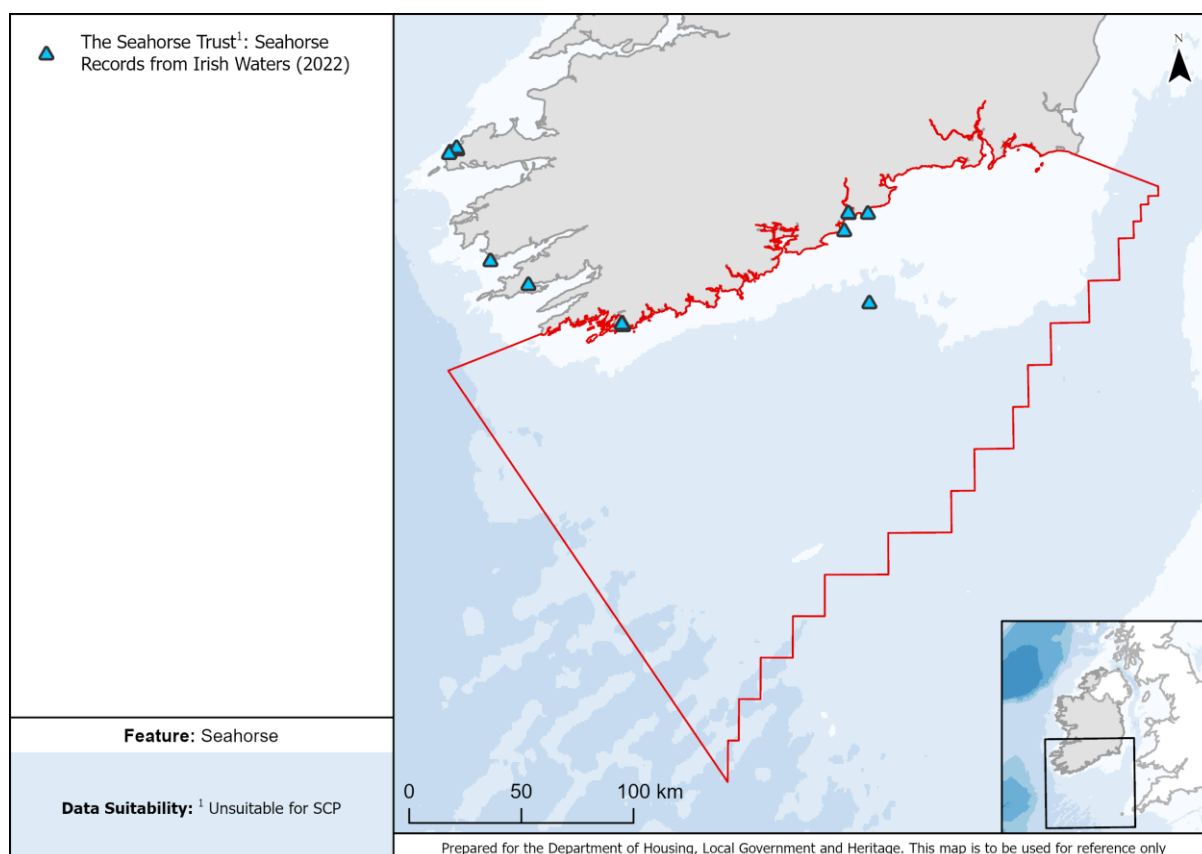 The Seahorse Trust¹: Seahorse
Records from Irish Waters (2022)
N
Feature: Seahorse
Data Suitability: ¹ Unsuitable for SCP
0 50 100 km
Prepared for the Department of Housing, Local Government and Heritage. This map is to be used for reference only